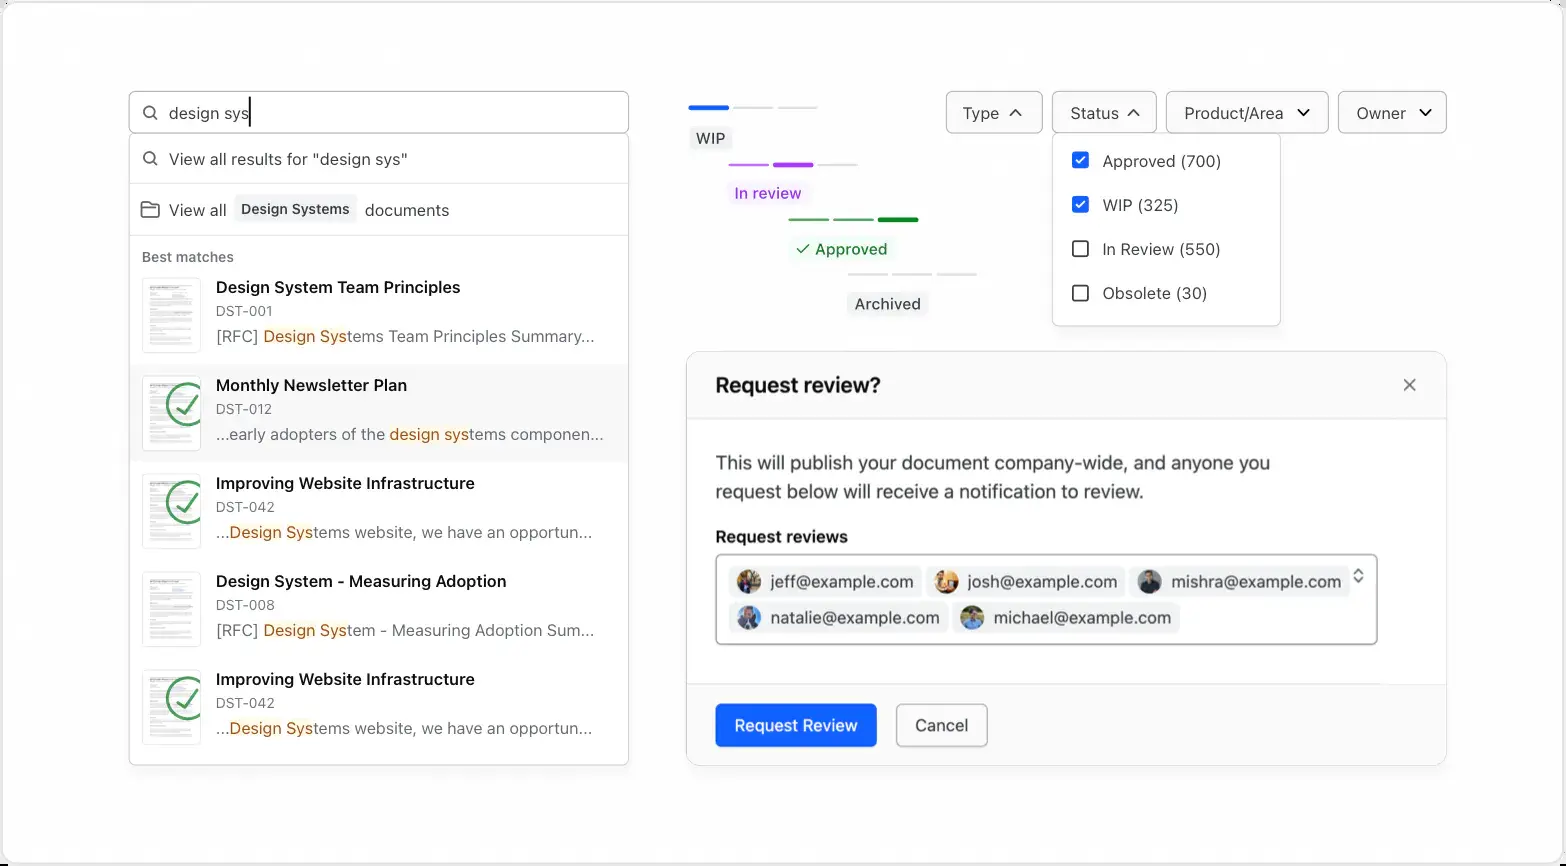 design sys
View all results for "design sys"
View all Design Systems documents
Best matches
Design System Team Principles
DST-001
[RFC] Design Systems Team Principles Summary...
Monthly Newsletter Plan
DST-012
...early adopters of the design systems componen...
Improving Website Infrastructure
DST-042
...Design Systems website, we have an opportun...
Design System - Measuring Adoption
DST-008
[RFC] Design System - Measuring Adoption Sum...
Improving Website Infrastructure
DST-042
...Design Systems website, we have an opportun...
WIP
In review
Approved
Archived
Type
Status
Product/Area
Owner
Approved (700)
WIP (325)
In Review (550)
Obsolete (30)
Request review?
This will publish your document company-wide, and anyone you
request below will receive a notification to review.
Request reviews
jeff@example.com josh@example.com mishra@example.com
natalie@example.com michael@example.com
Request Review
Cancel